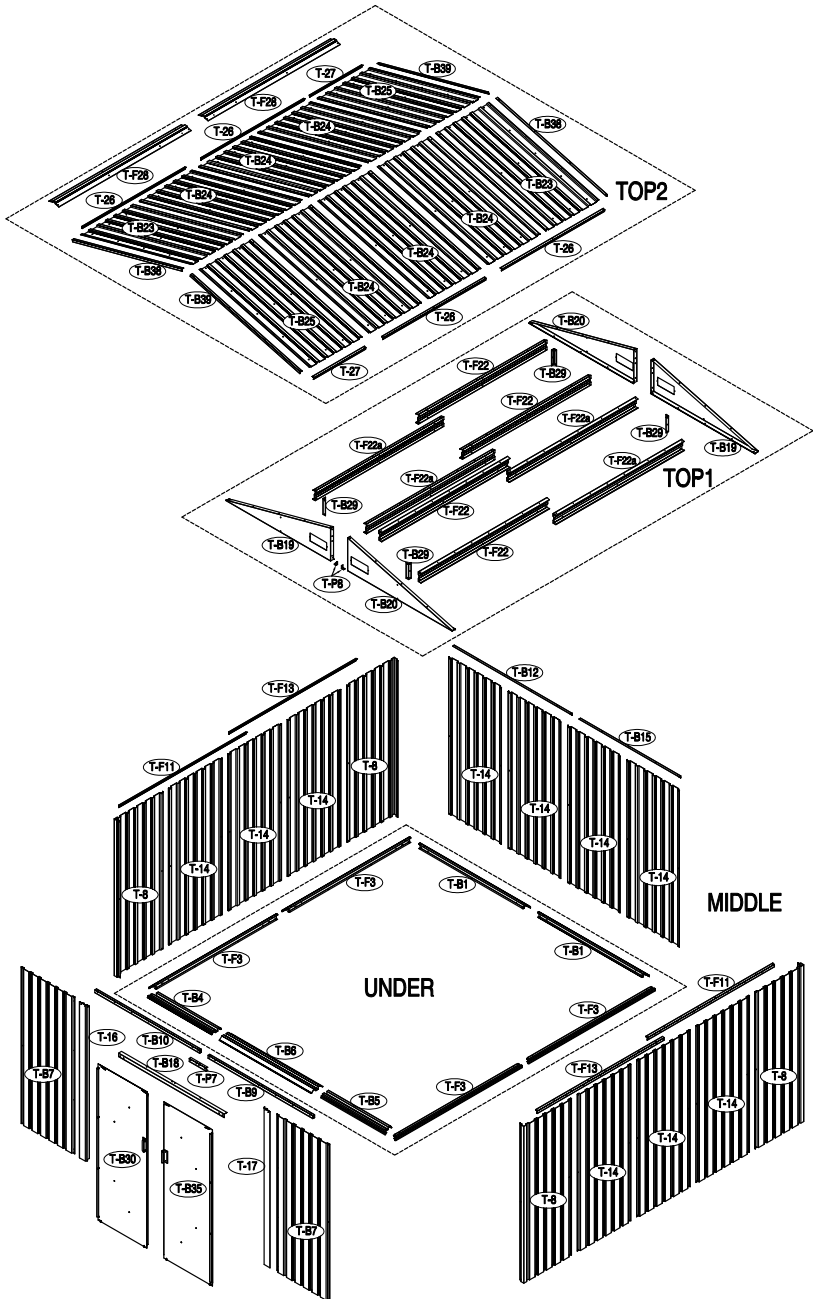 T-27
T-B39
T-F28
T-B25
T-26
T-B24
T-B38
T-F28
T-B24
T-26
T-B24
T-B23
TOP2
T-B23
T-B24
T-B38
T-B24
T-26
T-B39
T-B24
T-B25
T-26
T-27
T-B20
T-F22
T-B29
T-F22
T-F22a
T-F22a
T-B29
T-B19
TOP1
T-F22a
T-F22a
T-B29
T-F22
T-B19
T-B29
T-F22
T-P8
T-B20
T-F13
T-B12
T-8
T-B15
T-F11
T-14
T-14
T-14
T-14
T-14
T-14
T-8
T-14
MIDDLE
T-F3
T-B1
T-F3
T-B1
UNDER
T-F11
T-B4
T-F3
T-16
T-B10
T-B6
T-B18
T-B7
T-P7
T-B9
T-F13
T-8
T-B5
T-F3
T-14
T-14
T-B30
T-17
T-14
T-B35
T-8
T-B7